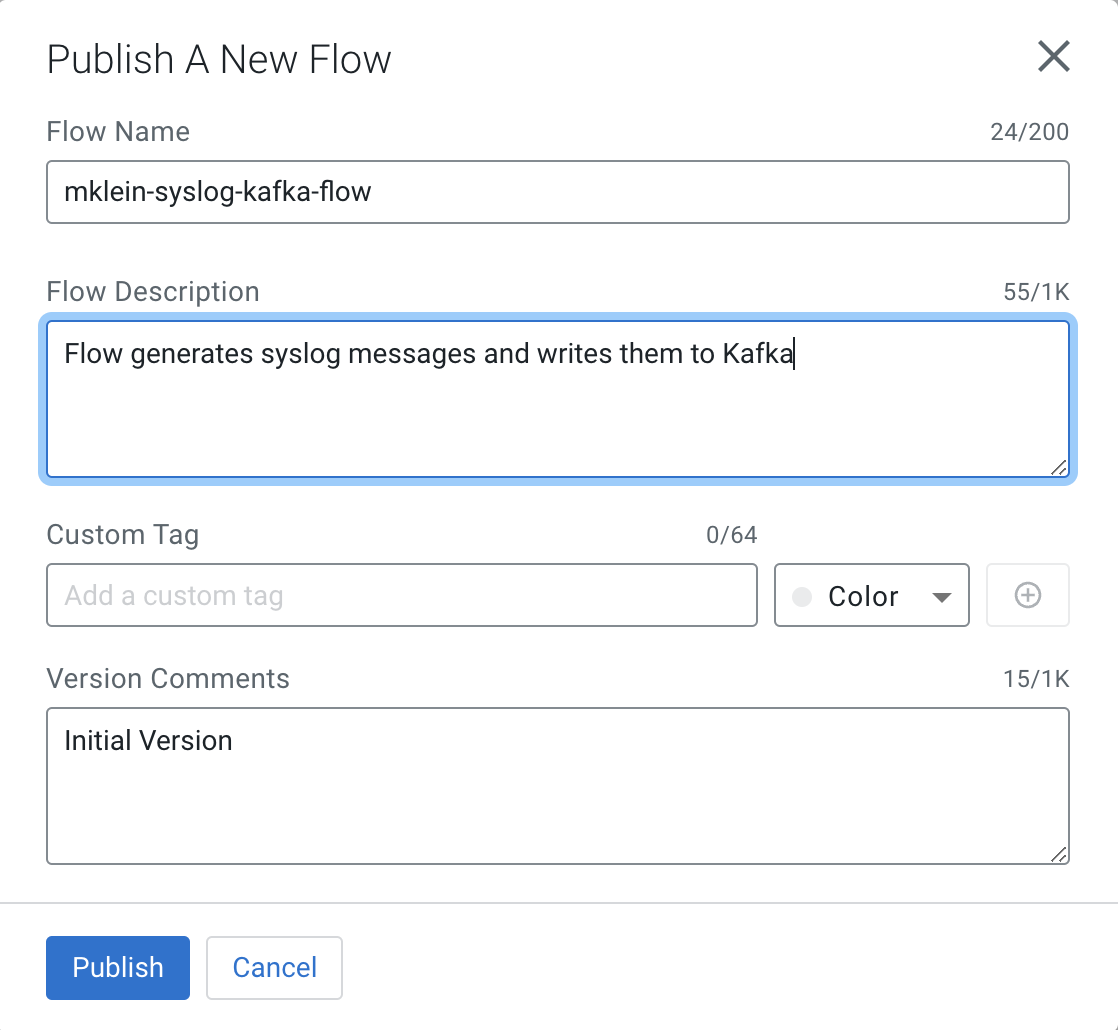 Publish A New Flow
Flow Name 24/200
mklein-syslog-kafka-flow
Flow Description 55/1K
Flow generates syslog messages and writes them to Kafka
Custom Tag 0/64
Add a custom tag Color
Version Comments 15/1K
Initial Version
Publish Cancel